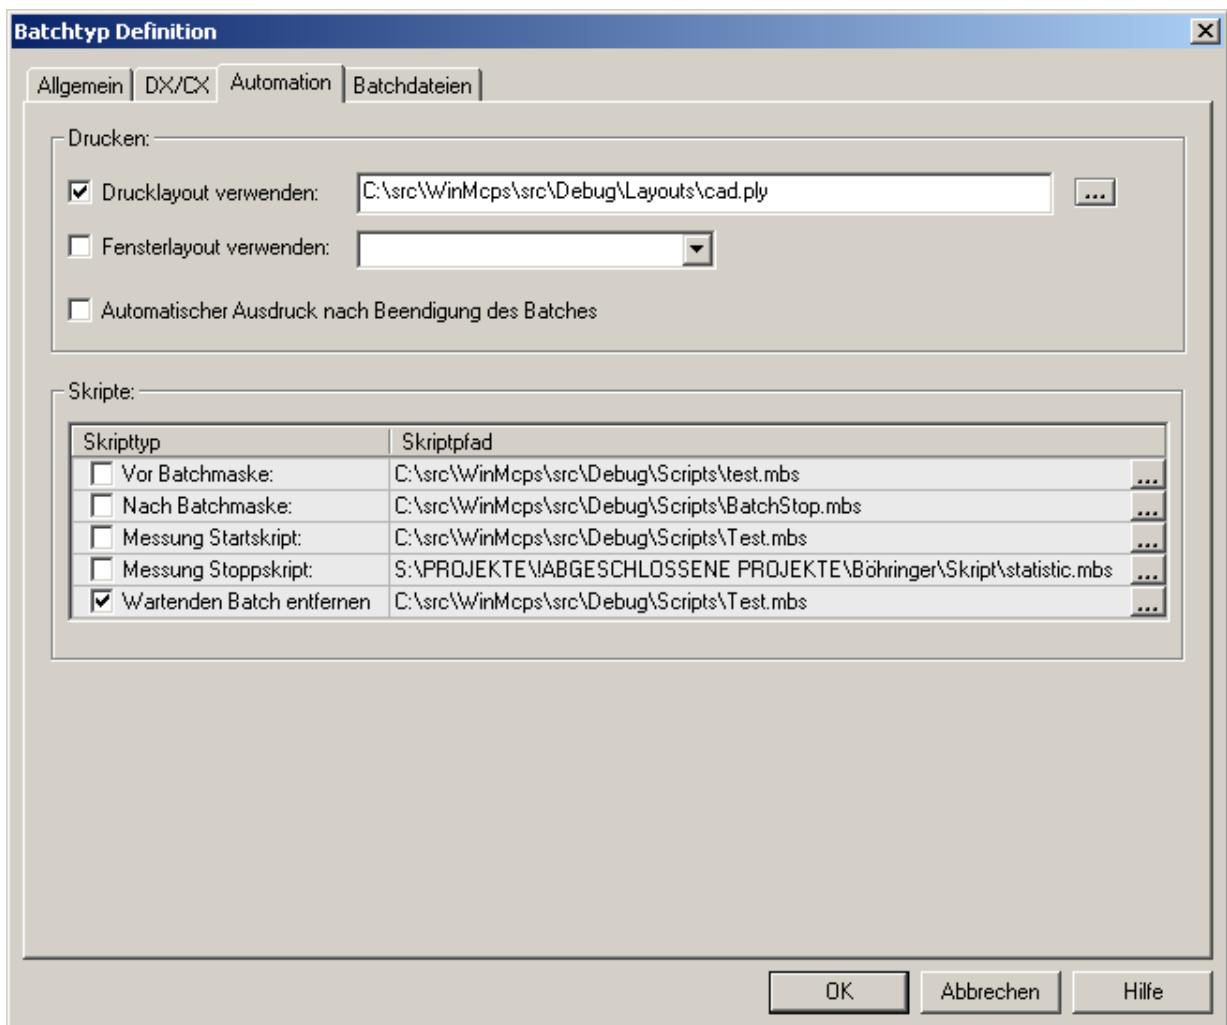 Batchtyp Definition
Allgemein DX/CX Automation Batchdateien
Drucken:
Drucklayout verwenden: C:\src\WinMcps\src\Debug\Layouts\cad.ply ...
Fensterlayout verwenden:
Automatischer Ausdruck nach Beendigung des Batches
Skripte:
Skripttyp Skriptpfad
Vor Batchmaske: C:\src\WinMcps\src\Debug\Scripts\test.mbs ...
Nach Batchmaske: C:\src\WinMcps\src\Debug\Scripts\BatchStop.mbs ...
Messung Startskript: C:\src\WinMcps\src\Debug\Scripts\Test.mbs ...
Messung Stoppskript: S:\PROJEKTE\!ABGESCHLOSSENE PROJEKTE\Böhringer\Skript\statistic.mbs ...
Wartenden Batch entfernen C:\src\WinMcps\src\Debug\Scripts\Test.mbs ...
OK Abbrechen Hilfe